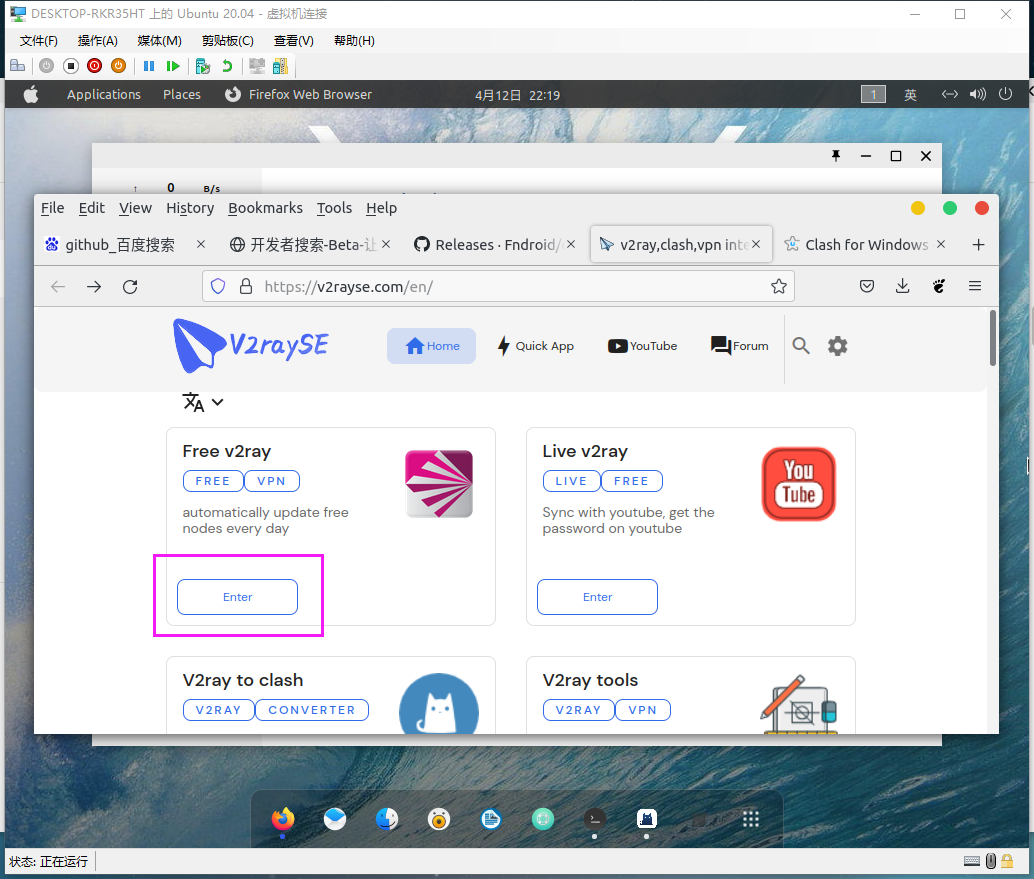 DESKTOP-RKR35HT 上的 Ubuntu 20.04 - 虚拟机连接
文件(F) 操作(A) 媒体(M) 剪贴板(C) 查看(V) 帮助(H)
Applications Places Firefox Web Browser 4月12日 22:19 1 英
↑ 0 B/s
File Edit View History Bookmarks Tools Help
github_百度搜索 开发者搜索-Beta-让 Releases · Fndroid/ v2ray,clash,vpn inte Clash for Windows
https://v2rayse.com/en/
V2raySE Home Quick App YouTube Forum
Free v2ray
FREE VPN
automatically update free
nodes every day
Enter
Live v2ray
LIVE FREE
Sync with youtube, get the
password on youtube
You
Tube
Enter
V2ray to clash
V2RAY CONVERTER
V2ray tools
V2RAY VPN
状态: 正在运行